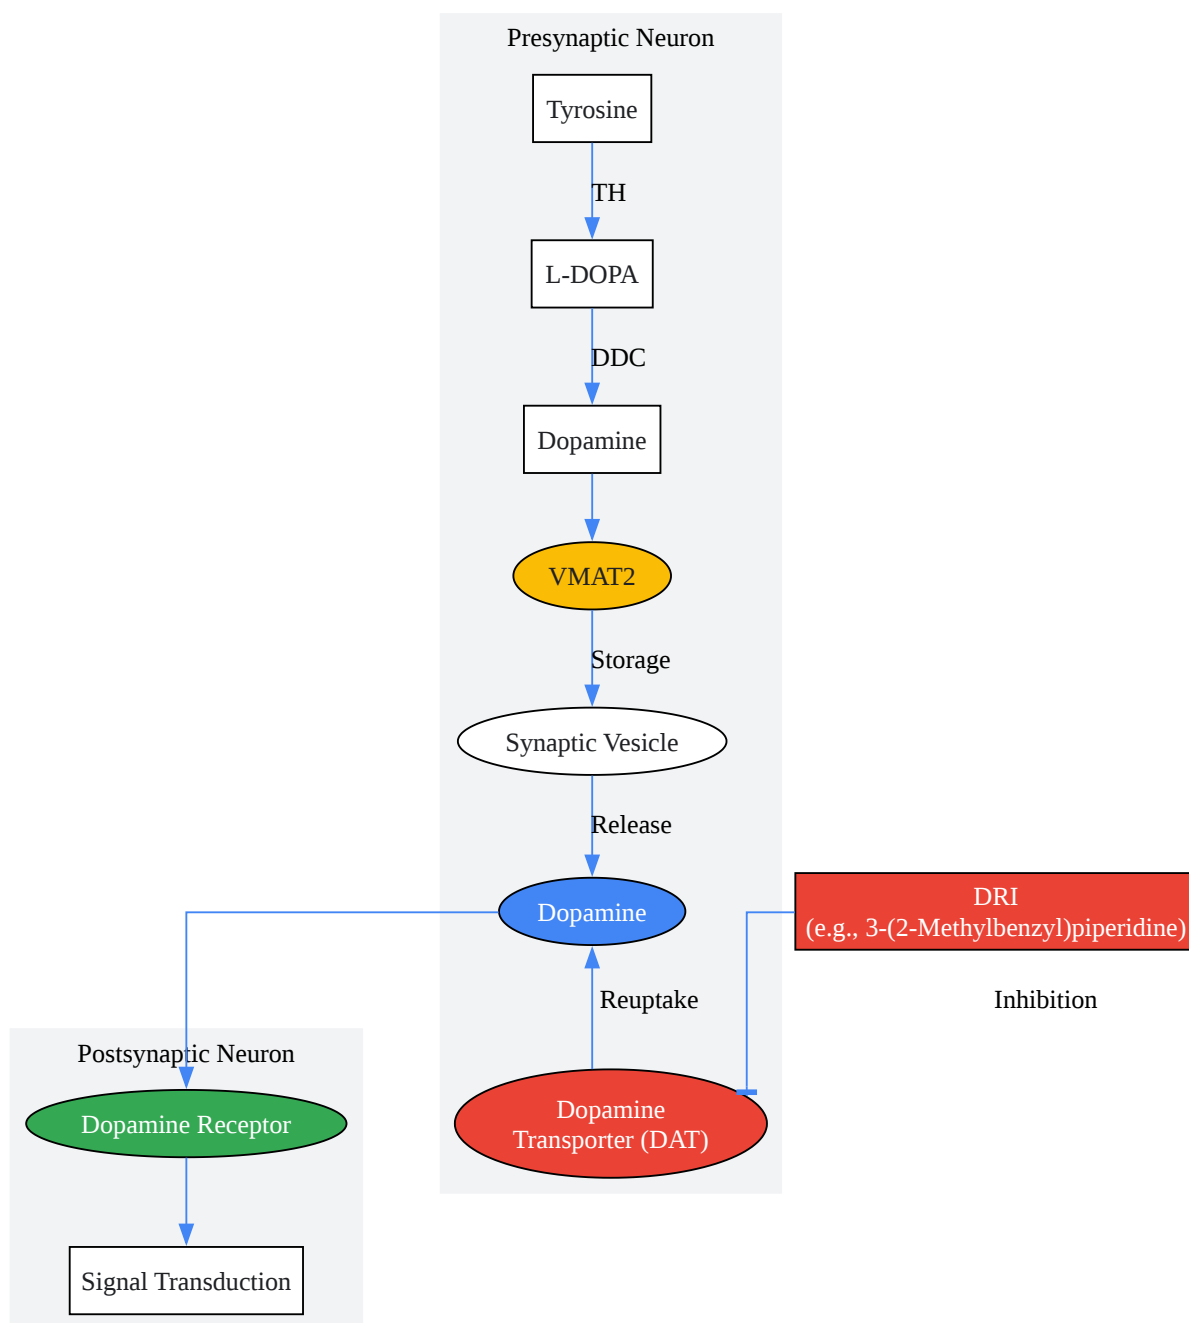 Presynaptic Neuron
Tyrosine
TH
L-DOPA
DDC
Dopamine
VMAT2
Storage
Synaptic Vesicle
Release
Dopamine
DRI
(e.g., 3-(2-Methylbenzyl)piperidine)
Reuptake
Inhibition
Postsynaptic Neuron
Dopamine Receptor
Dopamine
Transporter (DAT)
Signal Transduction